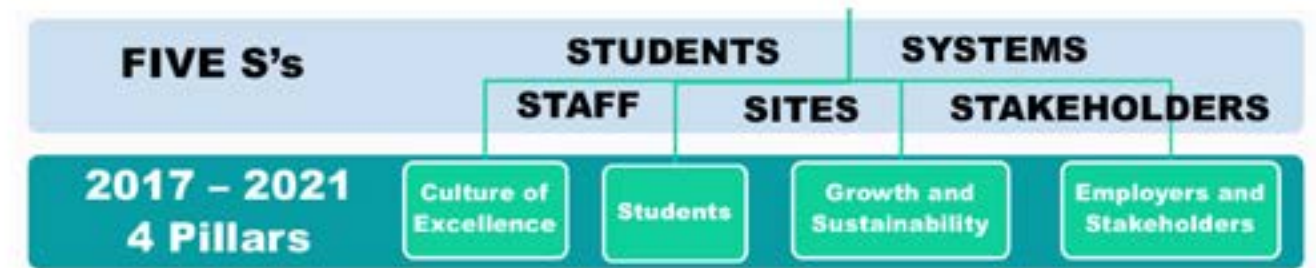 FIVE S's
STUDENTS SYSTEMS
STAFF SITES STAKEHOLDERS
2017 – 2021
4 Pillars
Culture of
Excellence
Students
Growth and
Sustainability
Employers and
Stakeholders